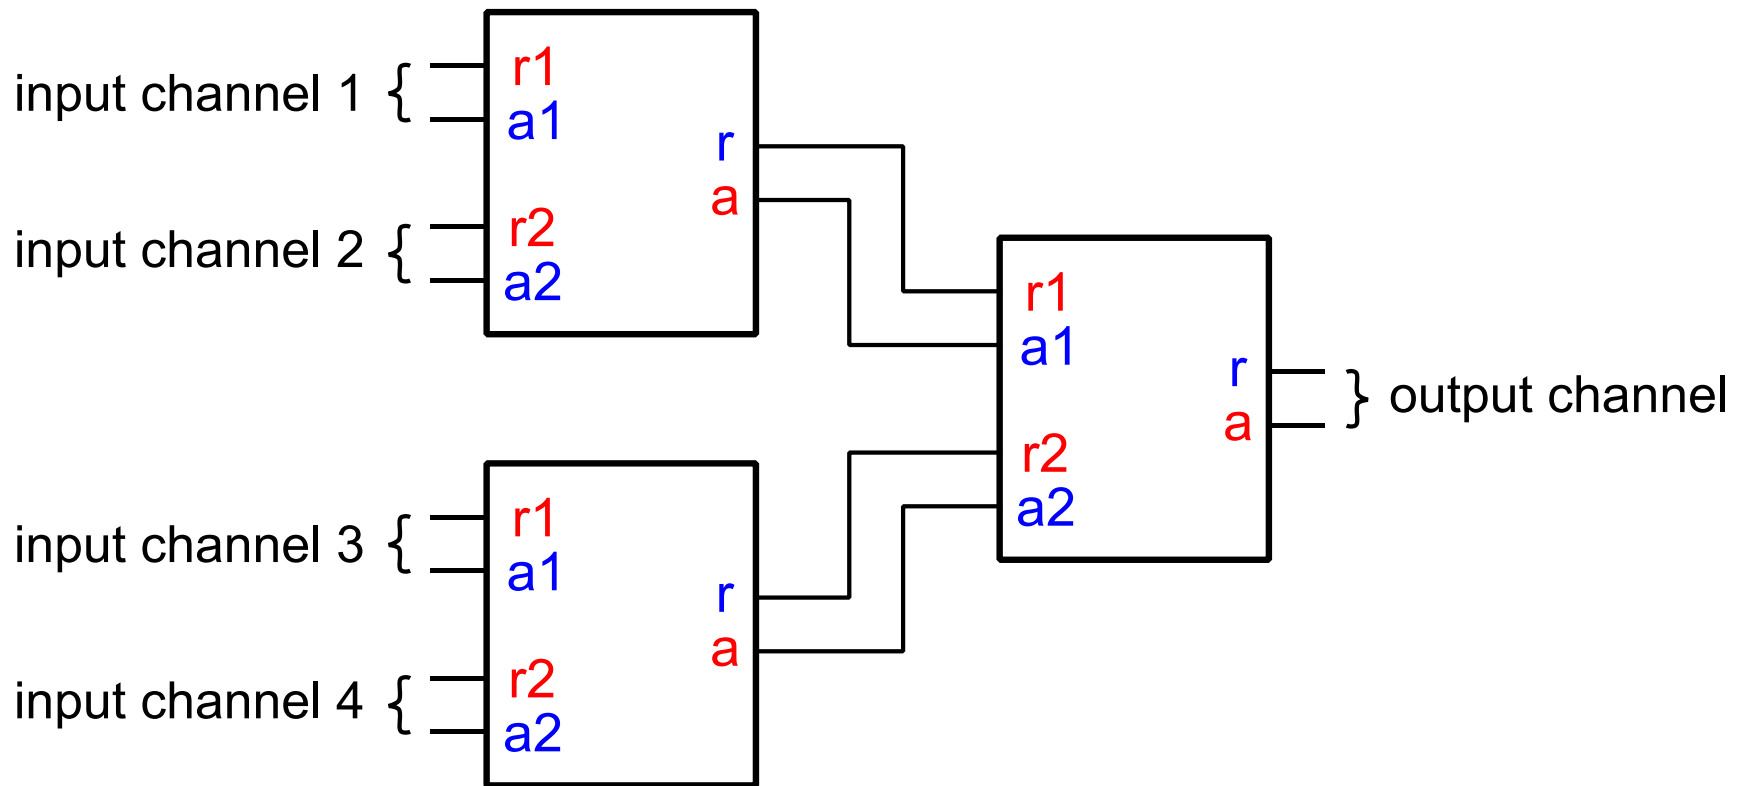 input channel 1 {
r1
a1
input channel 2 {
r2
a2
r
a
input channel 3 {
r1
a1
input channel 4 {
r2
a2
r
a
r1
a1
r2
a2
r
a
} output channel